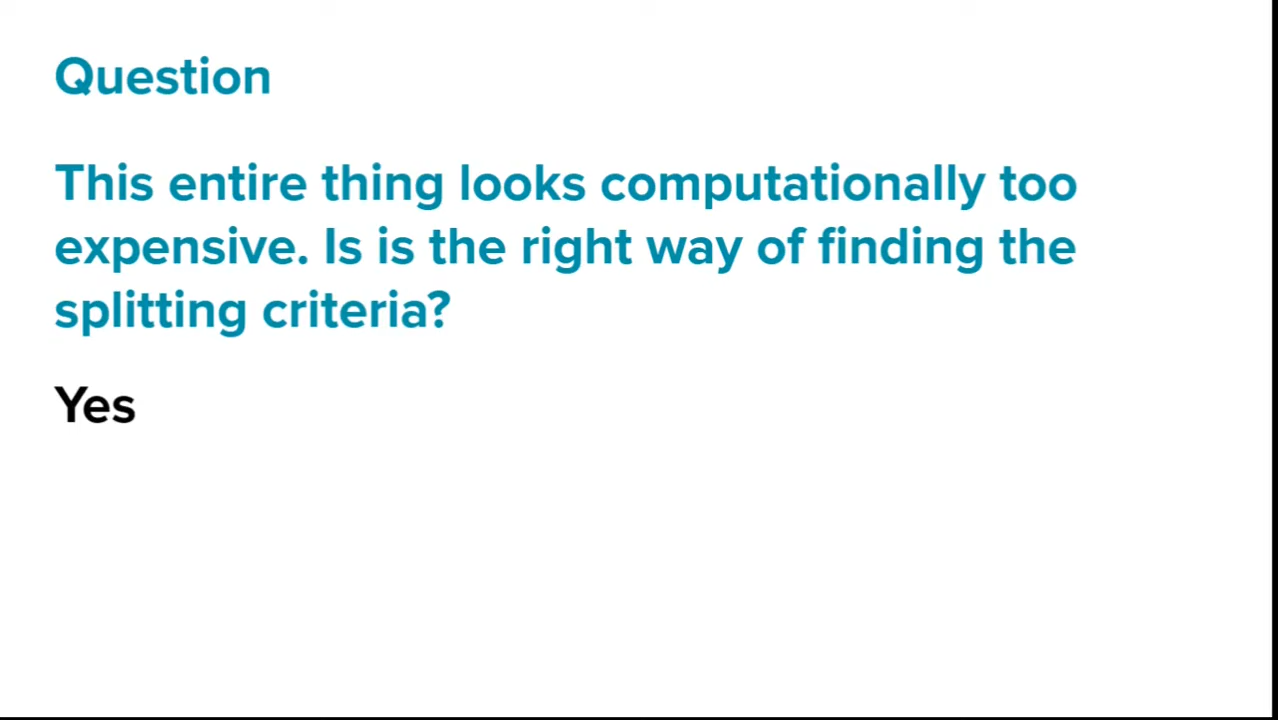 Question
This entire thing looks computationally too
expensive. Is is the right way of finding the
splitting criteria?
Yes